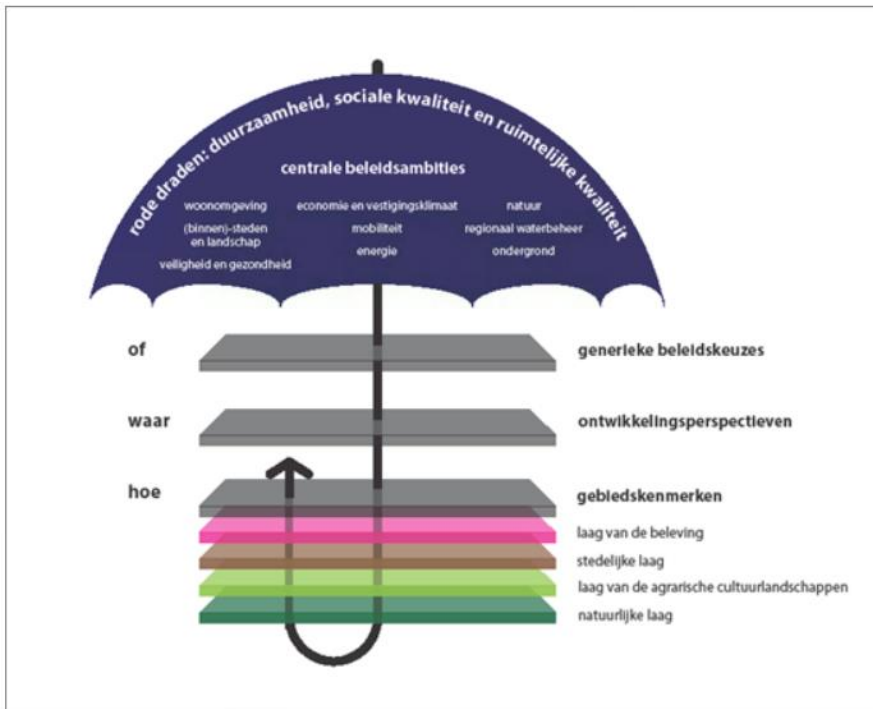 rode draden: duurzaamheid, sociale kwaliteit en ruimtelijke kwaliteit
centrale beleidsambities
woonomgeving
(binnen)-steden
en landschap
veiligheid en gezondheid
economie en vestigingsklimaat
mobiliteit
energie
natuur
regionaal waterbeheer
ondergrond
of
generieke beleidskeuzes
waar
ontwikkelingsperspectieven
hoe
gebiedskenmerken
laag van de beleving
stedelijke laag
laag van de agrarische cultuurlandschappen
natuurlijke laag